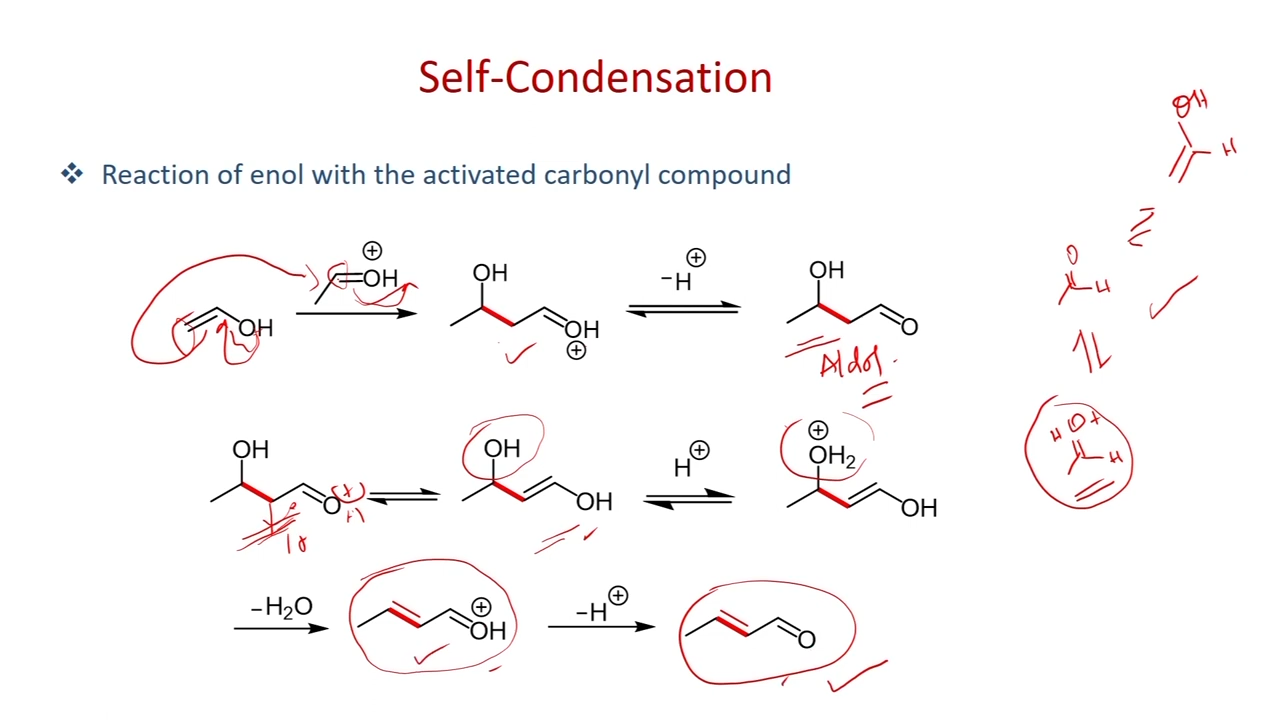 Self-Condensation
❖ Reaction of enol with the activated carbonyl compound
OH
⊕
OH
OH
OH
⊕
−H⊕
OH
O
Aldol
OH
O
OH
OH
H⊕
⊕
OH2
OH
−H2O
⊕
OH
−H⊕
O
OH
H
O
H
H O+
H